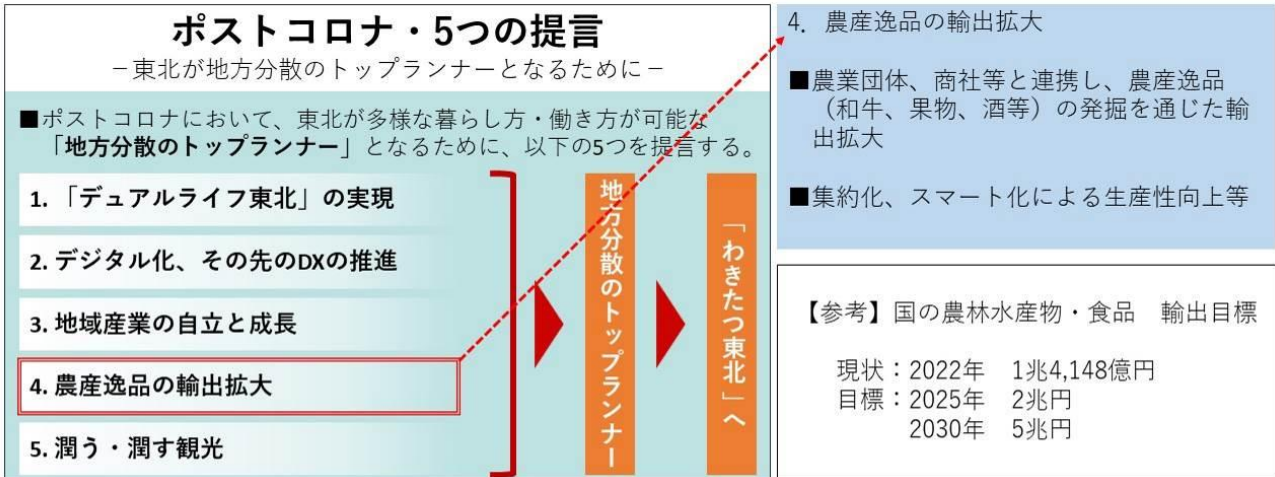 ポストコロナ・5つの提言
－東北が地方分散のトップランナーとなるために－
■ポストコロナにおいて、東北が多様な暮らし方・働き方が可能な
「地方分散のトップランナー」となるために、以下の5つを提言する。
1. 「デュアルライフ東北」の実現
2. デジタル化、その先のDXの推進
3. 地域産業の自立と成長
4. 農産逸品の輸出拡大
5. 潤う・潤す観光
地方分散のトップランナー
「わきたつ東北」へ
4. 農産逸品の輸出拡大
■農業団体、商社等と連携し、農産逸品
（和牛、果物、酒等）の発掘を通じた輸
出拡大
■集約化、スマート化による生産性向上等
【参考】国の農林水産物・食品　輸出目標
現状：2022年　1兆4,148億円
目標：2025年　2兆円
2030年　5兆円